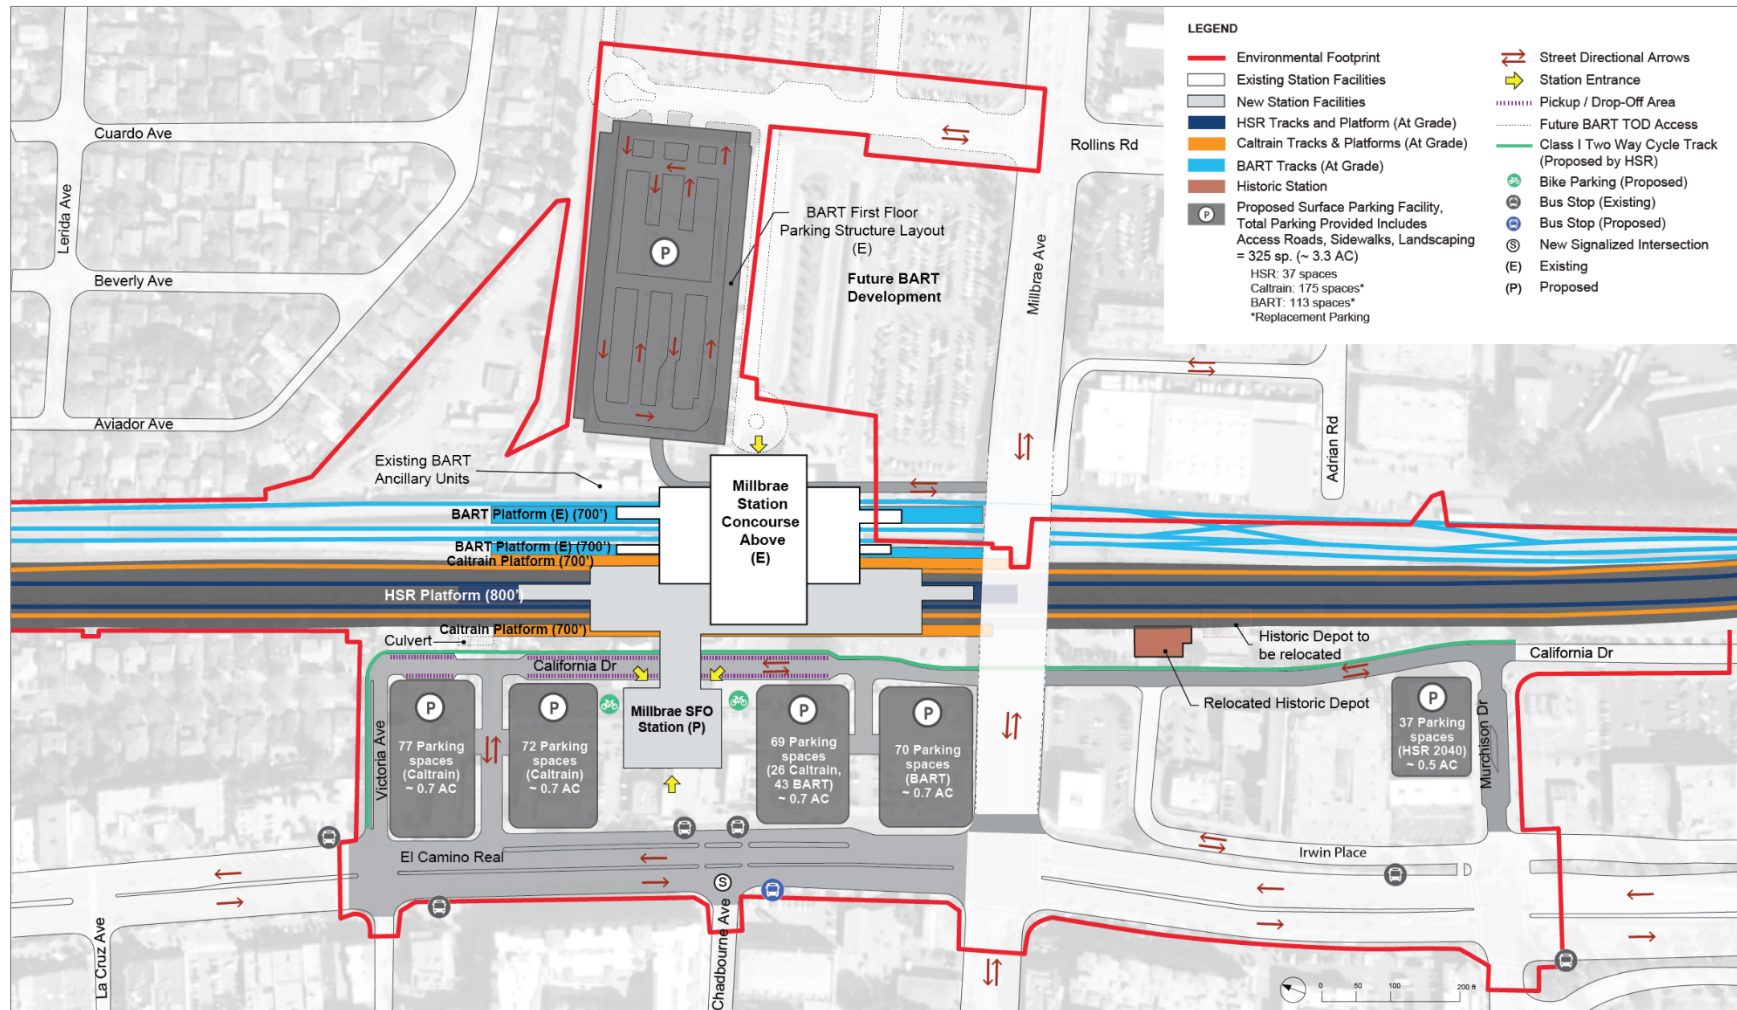 LEGEND
Environmental Footprint
Existing Station Facilities
New Station Facilities
HSR Tracks and Platform (At Grade)
Caltrain Tracks & Platforms (At Grade)
BART Tracks (At Grade)
Historic Station
P
Proposed Surface Parking Facility,
Total Parking Provided Includes
Access Roads, Sidewalks, Landscaping
= 325 sp. (~ 3.3 AC)
HSR: 37 spaces
Caltrain: 175 spaces*
BART: 113 spaces*
*Replacement Parking
Street Directional Arrows
Station Entrance
Pickup / Drop-Off Area
Future BART TOD Access
Class I Two Way Cycle Track
(Proposed by HSR)
Bike Parking (Proposed)
Bus Stop (Existing)
Bus Stop (Proposed)
S New Signalized Intersection
(E) Existing
(P) Proposed
Cuardo Ave
Lerida Ave
Beverly Ave
Aviador Ave
Rollins Rd
Millbrae Ave
Adrian Rd
P
BART First Floor
Parking Structure Layout
(E)
Future BART
Development
Existing BART
Ancillary Units
Millbrae
Station
Concourse
Above
(E)
BART Platform (E) (700')
BART Platform (E) (700')
Caltrain Platform (700')
HSR Platform (800')
Caltrain Platform (700')
Culvert
California Dr
Historic Depot to
be relocated
California Dr
Relocated Historic Depot
Victoria Ave
P
77 Parking
spaces
(Caltrain)
~ 0.7 AC
P
72 Parking
spaces
(Caltrain)
~ 0.7 AC
Millbrae SFO
Station (P)
P
69 Parking
spaces
(26 Caltrain,
43 BART)
~ 0.7 AC
P
70 Parking
spaces
(BART)
~ 0.7 AC
P
37 Parking
spaces
(HSR 2040)
~ 0.5 AC
Murchison Dr
El Camino Real
Irwin Place
S
La Cruz Ave
Chadbourne Ave
0 50 100 200 ft